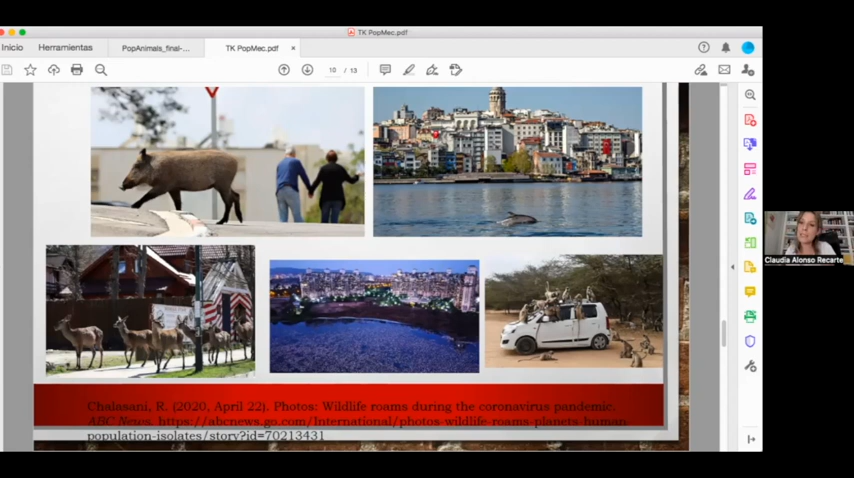 TK PopMec.pdf
Inicio Herramientas PopAnimals_final-... TK PopMec.pdf ×
10 / 13
Claudia Alonso Recarte
Chalasani, R. (2020, April 22). Photos: Wildlife roams during the coronavirus pandemic.
ABC News. https://abcnews.go.com/International/photos-wildlife-roams-planets-human-
population-isolates/story?id=70213431